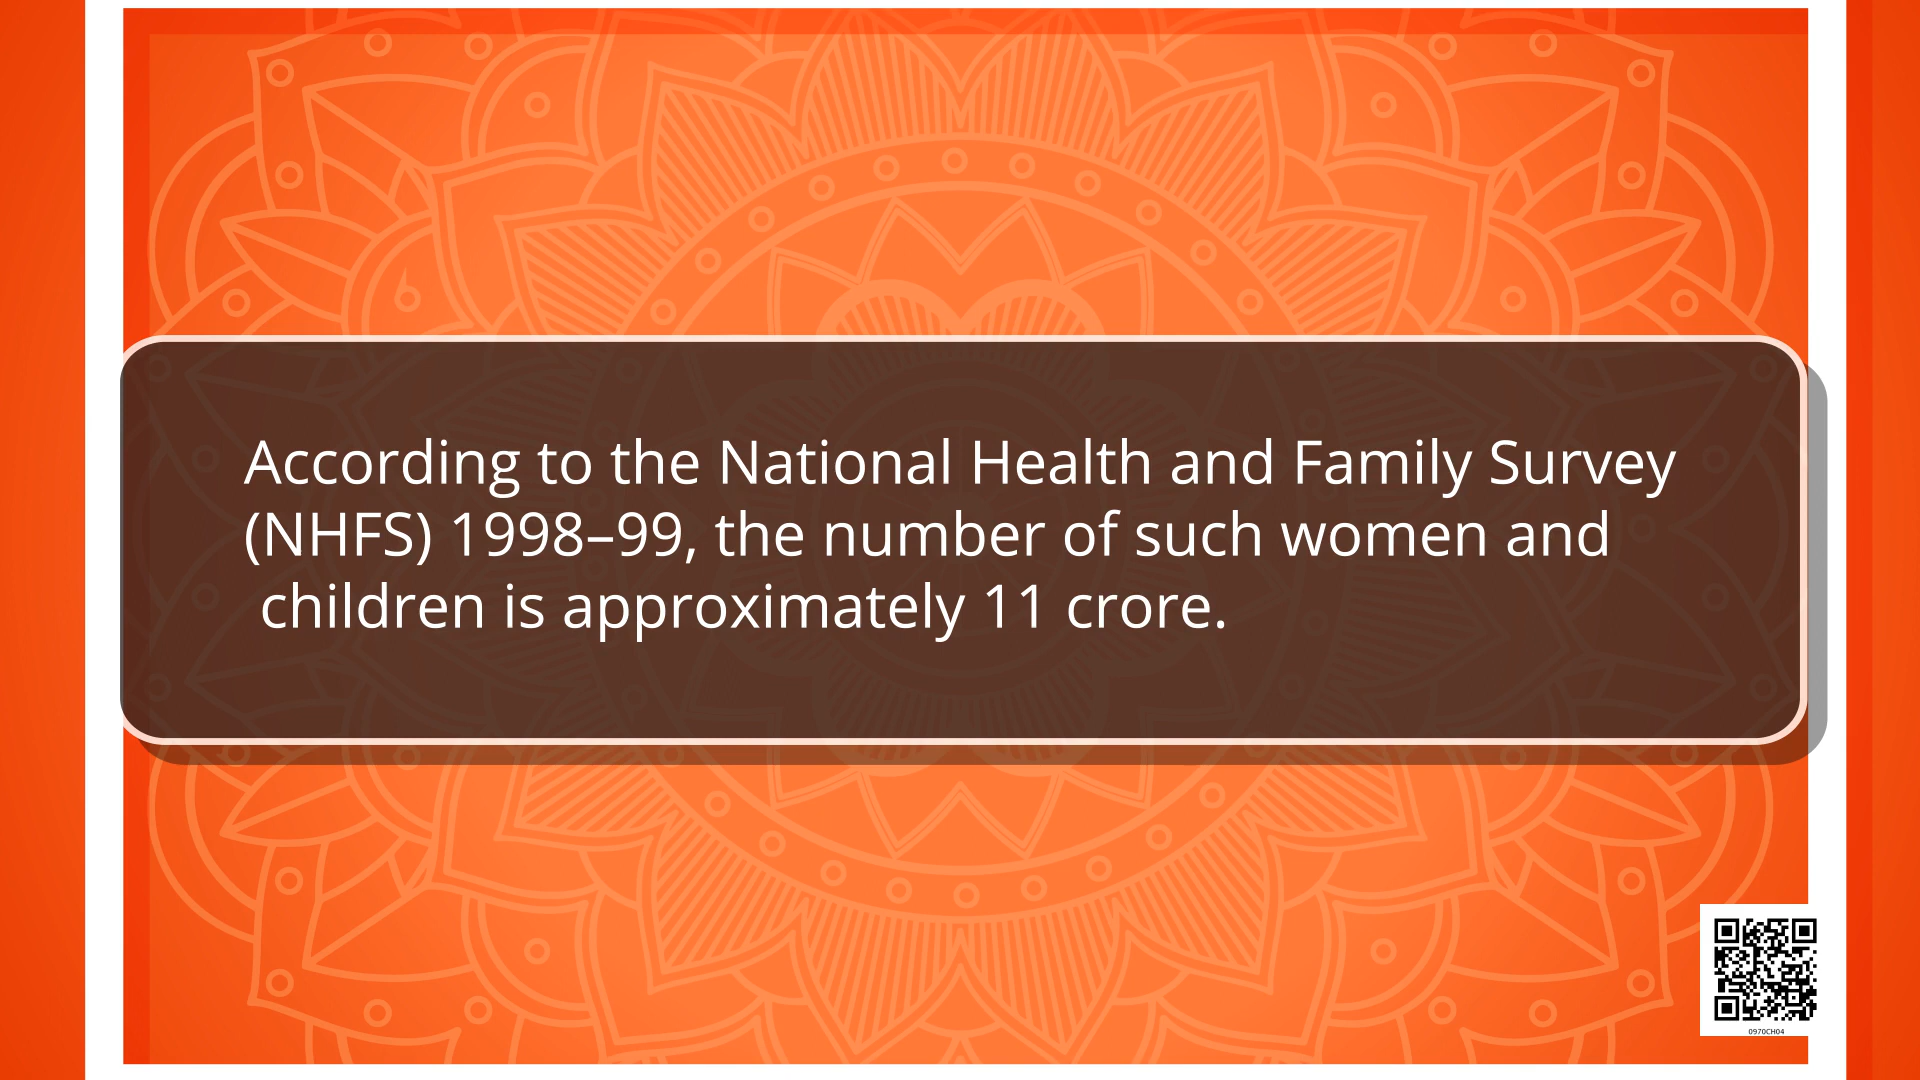 According to the National Health and Family Survey
(NHFS) 1998–99, the number of such women and
children is approximately 11 crore.
0970CH04